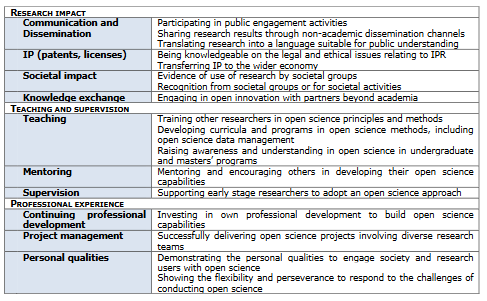 RESEARCH IMPACT
Communication and Dissemination
Participating in public engagement activities
Sharing research results through non-academic dissemination channels
Translating research into a language suitable for public understanding
IP (patents, licenses)
Being knowledgeable on the legal and ethical issues relating to IPR
Transferring IP to the wider economy
Societal impact
Evidence of use of research by societal groups
Recognition from societal groups or for societal activities
Knowledge exchange
Engaging in open innovation with partners beyond academia
TEACHING AND SUPERVISION
Teaching
Training other researchers in open science principles and methods
Developing curricula and programs in open science methods, including
open science data management
Raising awareness and understanding in open science in undergraduate
and masters' programs
Mentoring
Mentoring and encouraging others in developing their open science
capabilities
Supervision
Supporting early stage researchers to adopt an open science approach
PROFESSIONAL EXPERIENCE
Continuing professional
development
Investing in own professional development to build open science
capabilities
Project management
Successfully delivering open science projects involving diverse research
teams
Personal qualities
Demonstrating the personal qualities to engage society and research
users with open science
Showing the flexibility and perseverance to respond to the challenges of
conducting open science